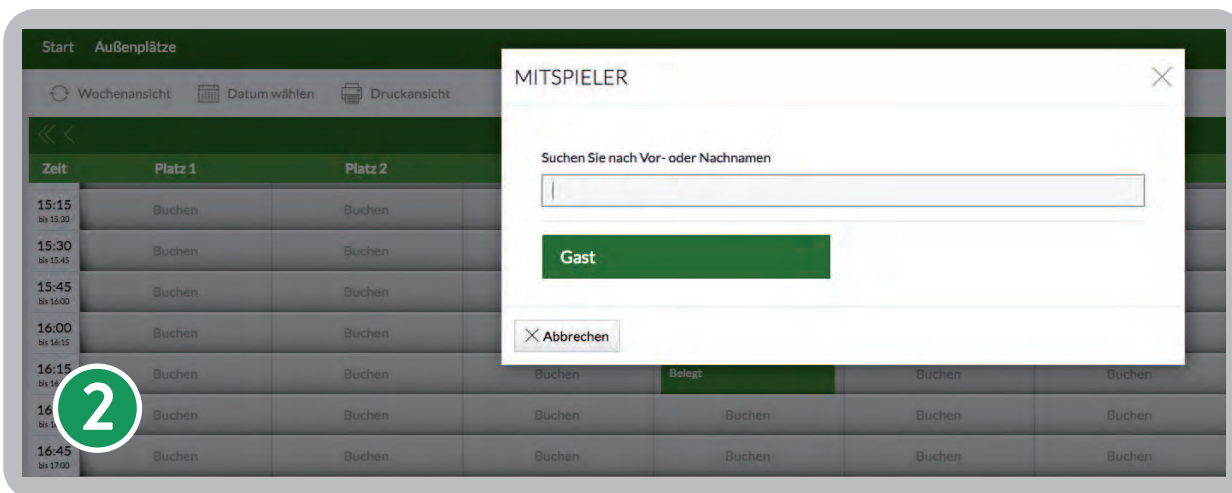 Start Außenplätze
Wochenansicht Datum wählen Druckansicht
MITSPIELER
Suchen Sie nach Vor- oder Nachnamen
Gast
Abbrechen
Zeit Platz 1 Platz 2
15:15 Buchen Buchen
bis 15:30
15:30 Buchen Buchen
bis 15:45
15:45 Buchen Buchen
bis 16:00
16:00 Buchen Buchen
bis 16:15
16:15 Buchen Buchen Buchen Belegt Buchen Buchen
bis
2
Buchen Buchen Buchen Buchen Buchen Buchen
16:45 Buchen Buchen Buchen Buchen Buchen Buchen
bis 17:00